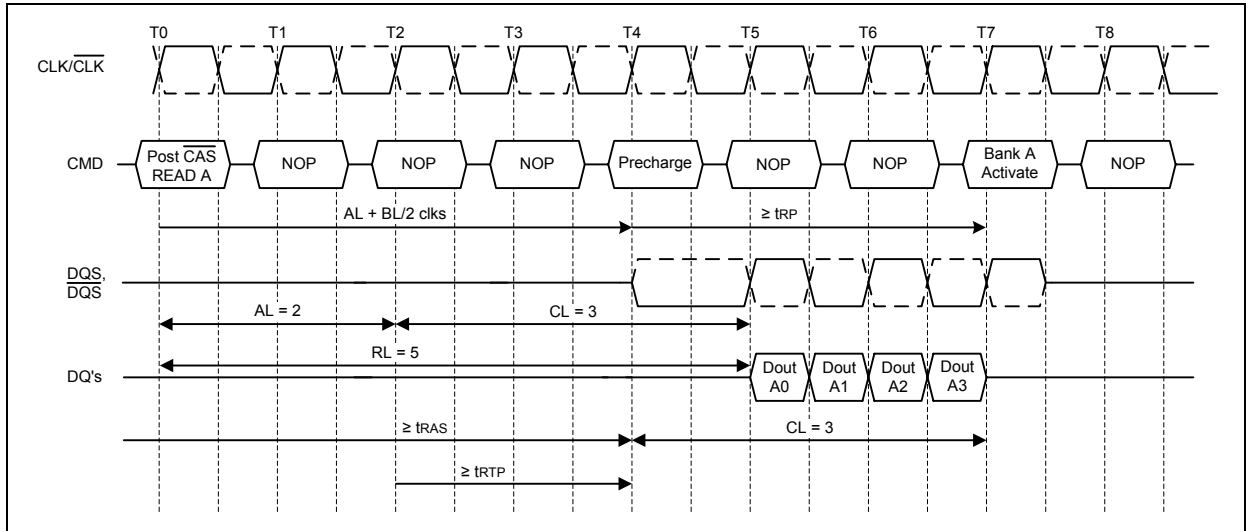 T0 T1 T2 T3 T4 T5 T6 T7 T8
CLK/CLK
CMD
Post CAS
READ A
NOP
NOP
NOP
Precharge
NOP
NOP
Bank A
Activate
NOP
AL + BL/2 clks
≥ tRP
DQS,
DQS
AL = 2
CL = 3
RL = 5
DQ's
Dout
A0
Dout
A1
Dout
A2
Dout
A3
≥ tRAS
CL = 3
≥ tRTP